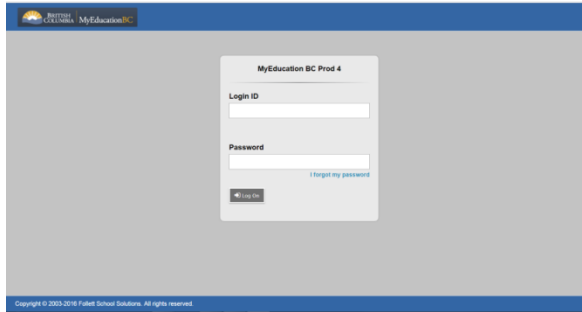 BRITISH
COLUMBIA
MyEducationBC
MyEducation BC Prod 4
Login ID
Password
I forgot my password
Log On
Copyright © 2003-2016 Follett School Solutions. All rights reserved.